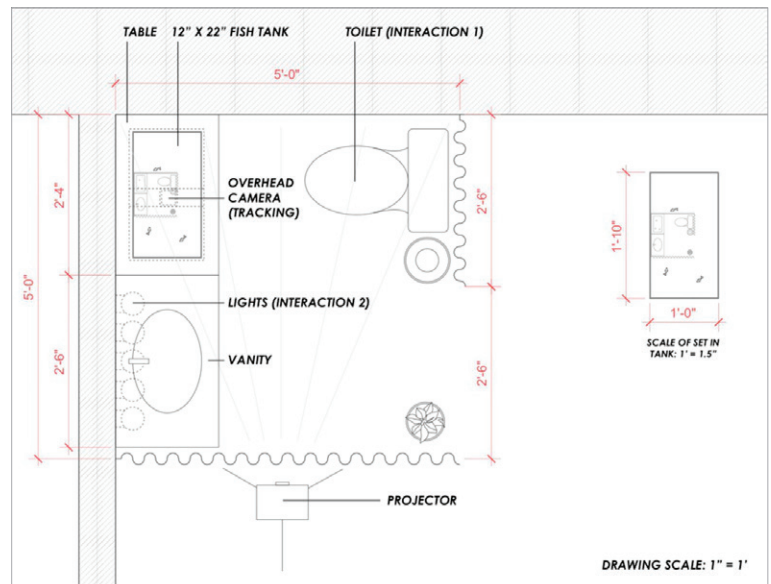 TABLE
12" X 22" FISH TANK
TOILET (INTERACTION 1)
5'-0"
OVERHEAD
CAMERA
(TRACKING)
2'-4"
2'-6"
1'-10"
5'-0"
1'-0"
LIGHTS (INTERACTION 2)
SCALE OF SET IN
TANK: 1' = 1.5"
VANITY
2'-6"
2'-6"
PROJECTOR
DRAWING SCALE: 1" = 1'